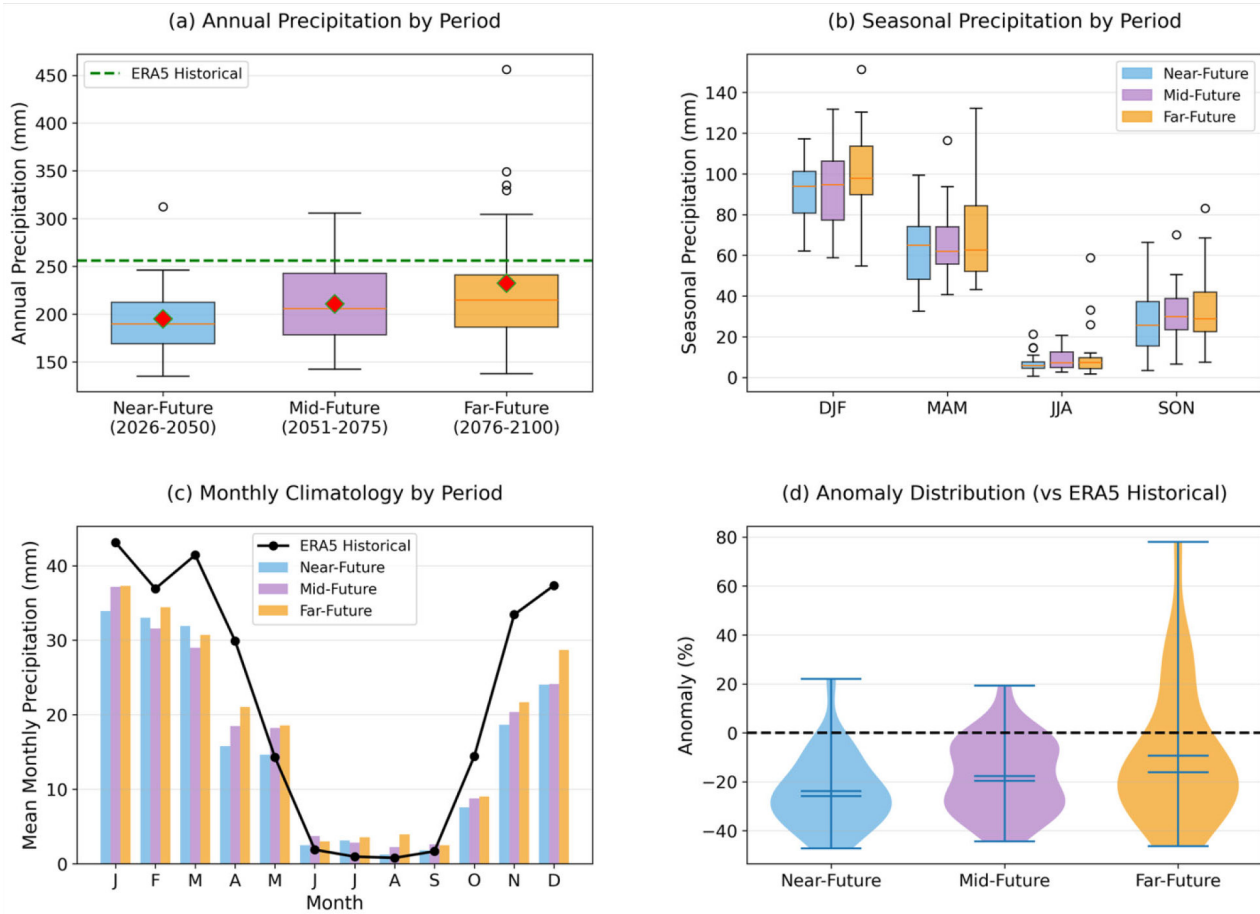 (a) Annual Precipitation by Period
Annual Precipitation (mm)
450
400
350
300
250
200
150
ERA5 Historical
Near-Future
(2026-2050)
Mid-Future
(2051-2075)
Far-Future
(2076-2100)
(b) Seasonal Precipitation by Period
Seasonal Precipitation (mm)
140
120
100
80
60
40
20
0
Near-Future
Mid-Future
Far-Future
DJF
MAM
JJA
SON
(c) Monthly Climatology by Period
Mean Monthly Precipitation (mm)
40
30
20
10
0
ERA5 Historical
Near-Future
Mid-Future
Far-Future
J F M A M J J A S O N D
Month
(d) Anomaly Distribution (vs ERA5 Historical)
Anomaly (%)
80
60
40
20
0
−20
−40
Near-Future
Mid-Future
Far-Future